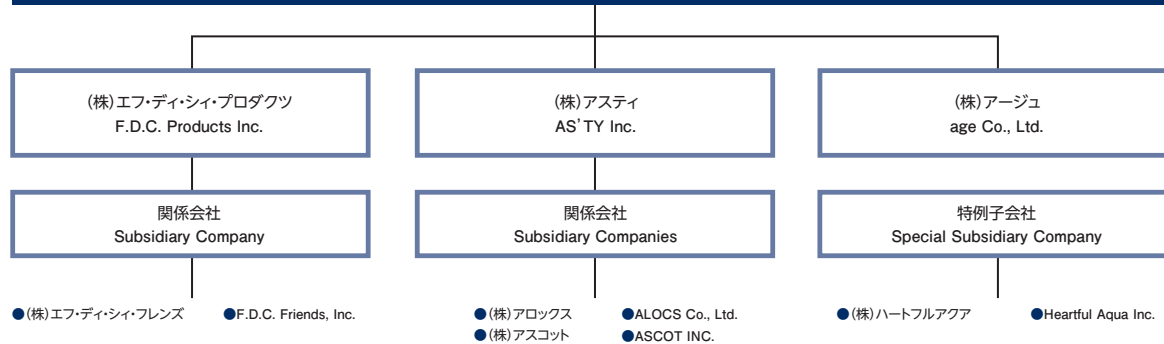 (株)エフ・ディ・シィ・プロダクツ
F.D.C. Products Inc.
(株)アスティ
AS'TY Inc.
(株)アージュ
age Co., Ltd.
関係会社
Subsidiary Company
関係会社
Subsidiary Companies
特例子会社
Special Subsidiary Company
●(株)エフ・ディ・シィ・フレンズ ●F.D.C. Friends, Inc.
●(株)アロックス ●ALOCS Co., Ltd.
●(株)アスコット ●ASCOT INC.
●(株)ハートフルアクア ●Heartful Aqua Inc.